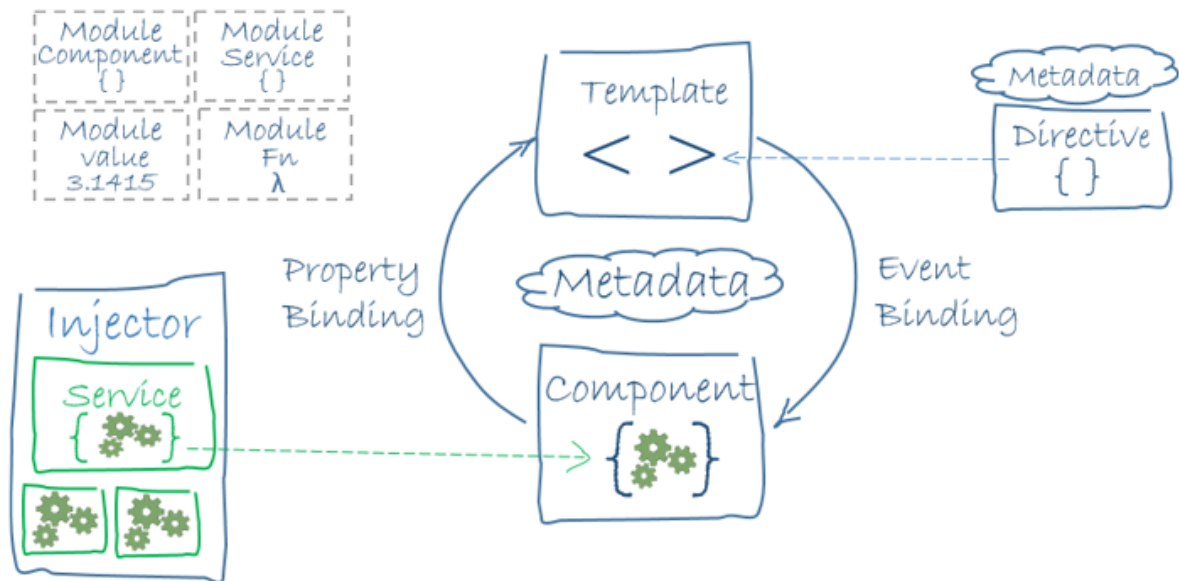 Module
Component
{ }
Module
Service
{ }
Module
value
3.1415
Module
Fn
λ
Template
< >
Metadata
Directive
{ }
Property
Binding
Metadata
Event
Binding
Injector
Service
{ }
Component
{ }